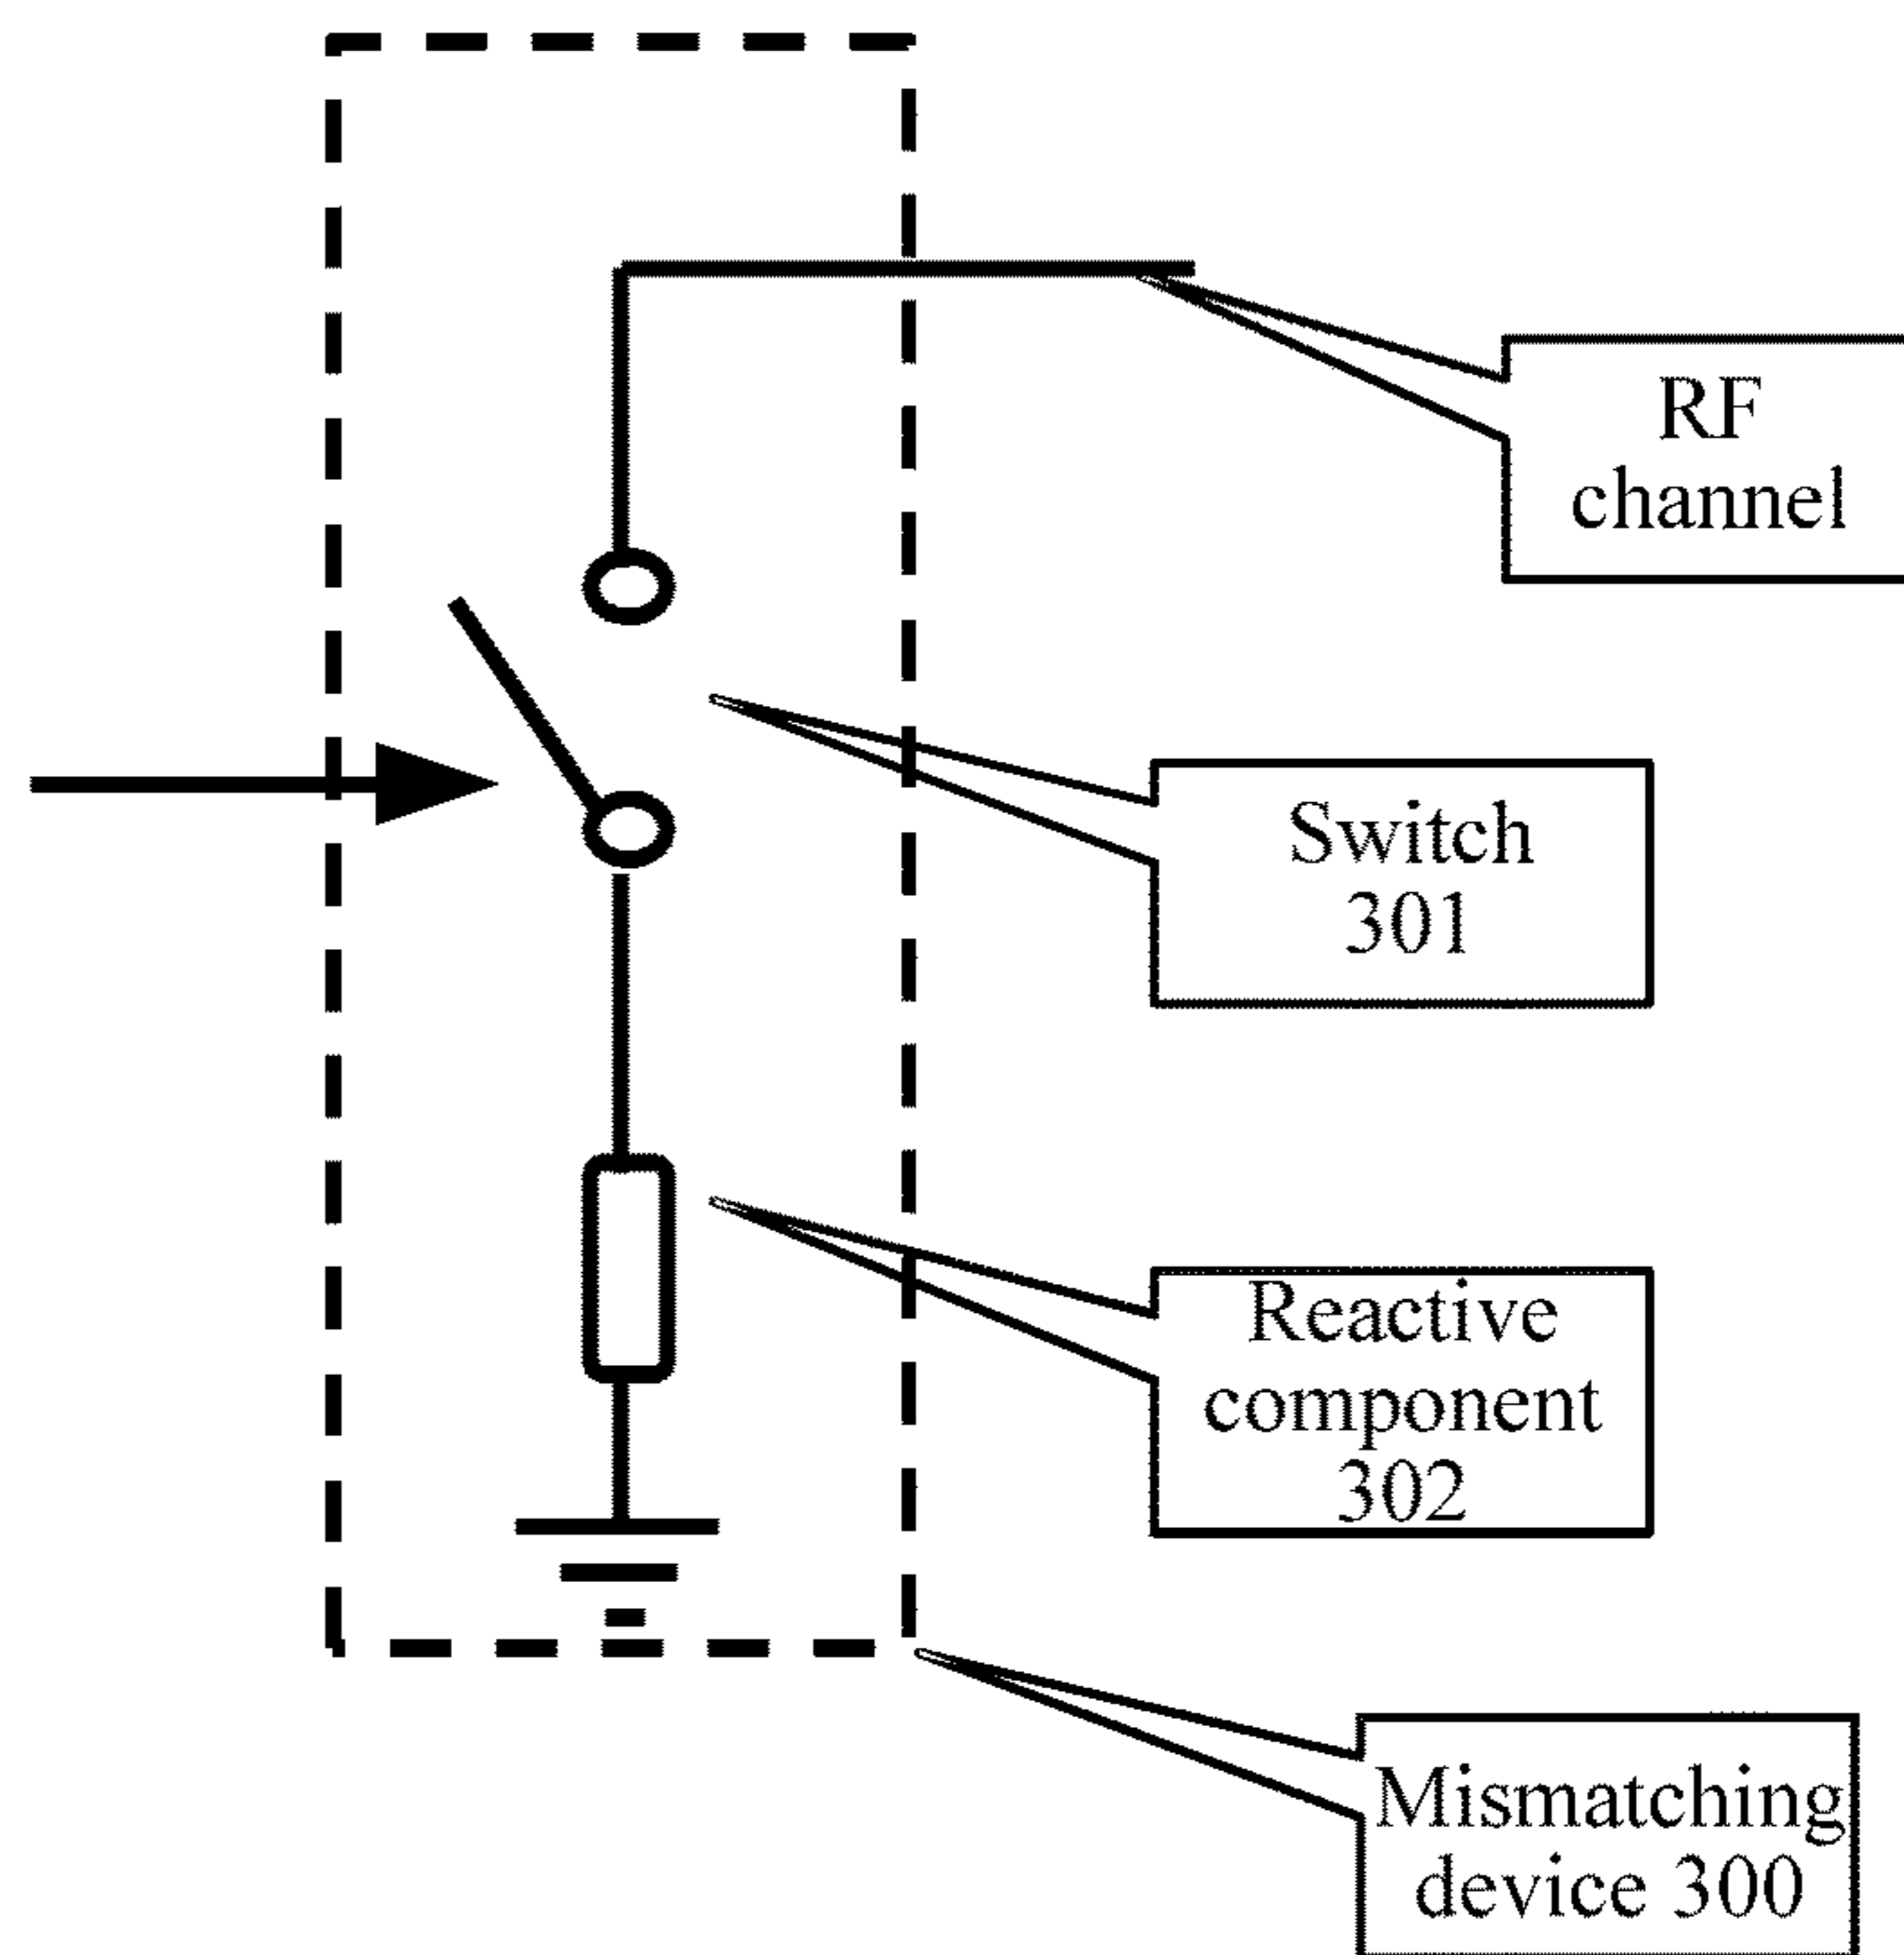 RF
channel
Switch
301
Reactive
component
302
Mismatching
device 300